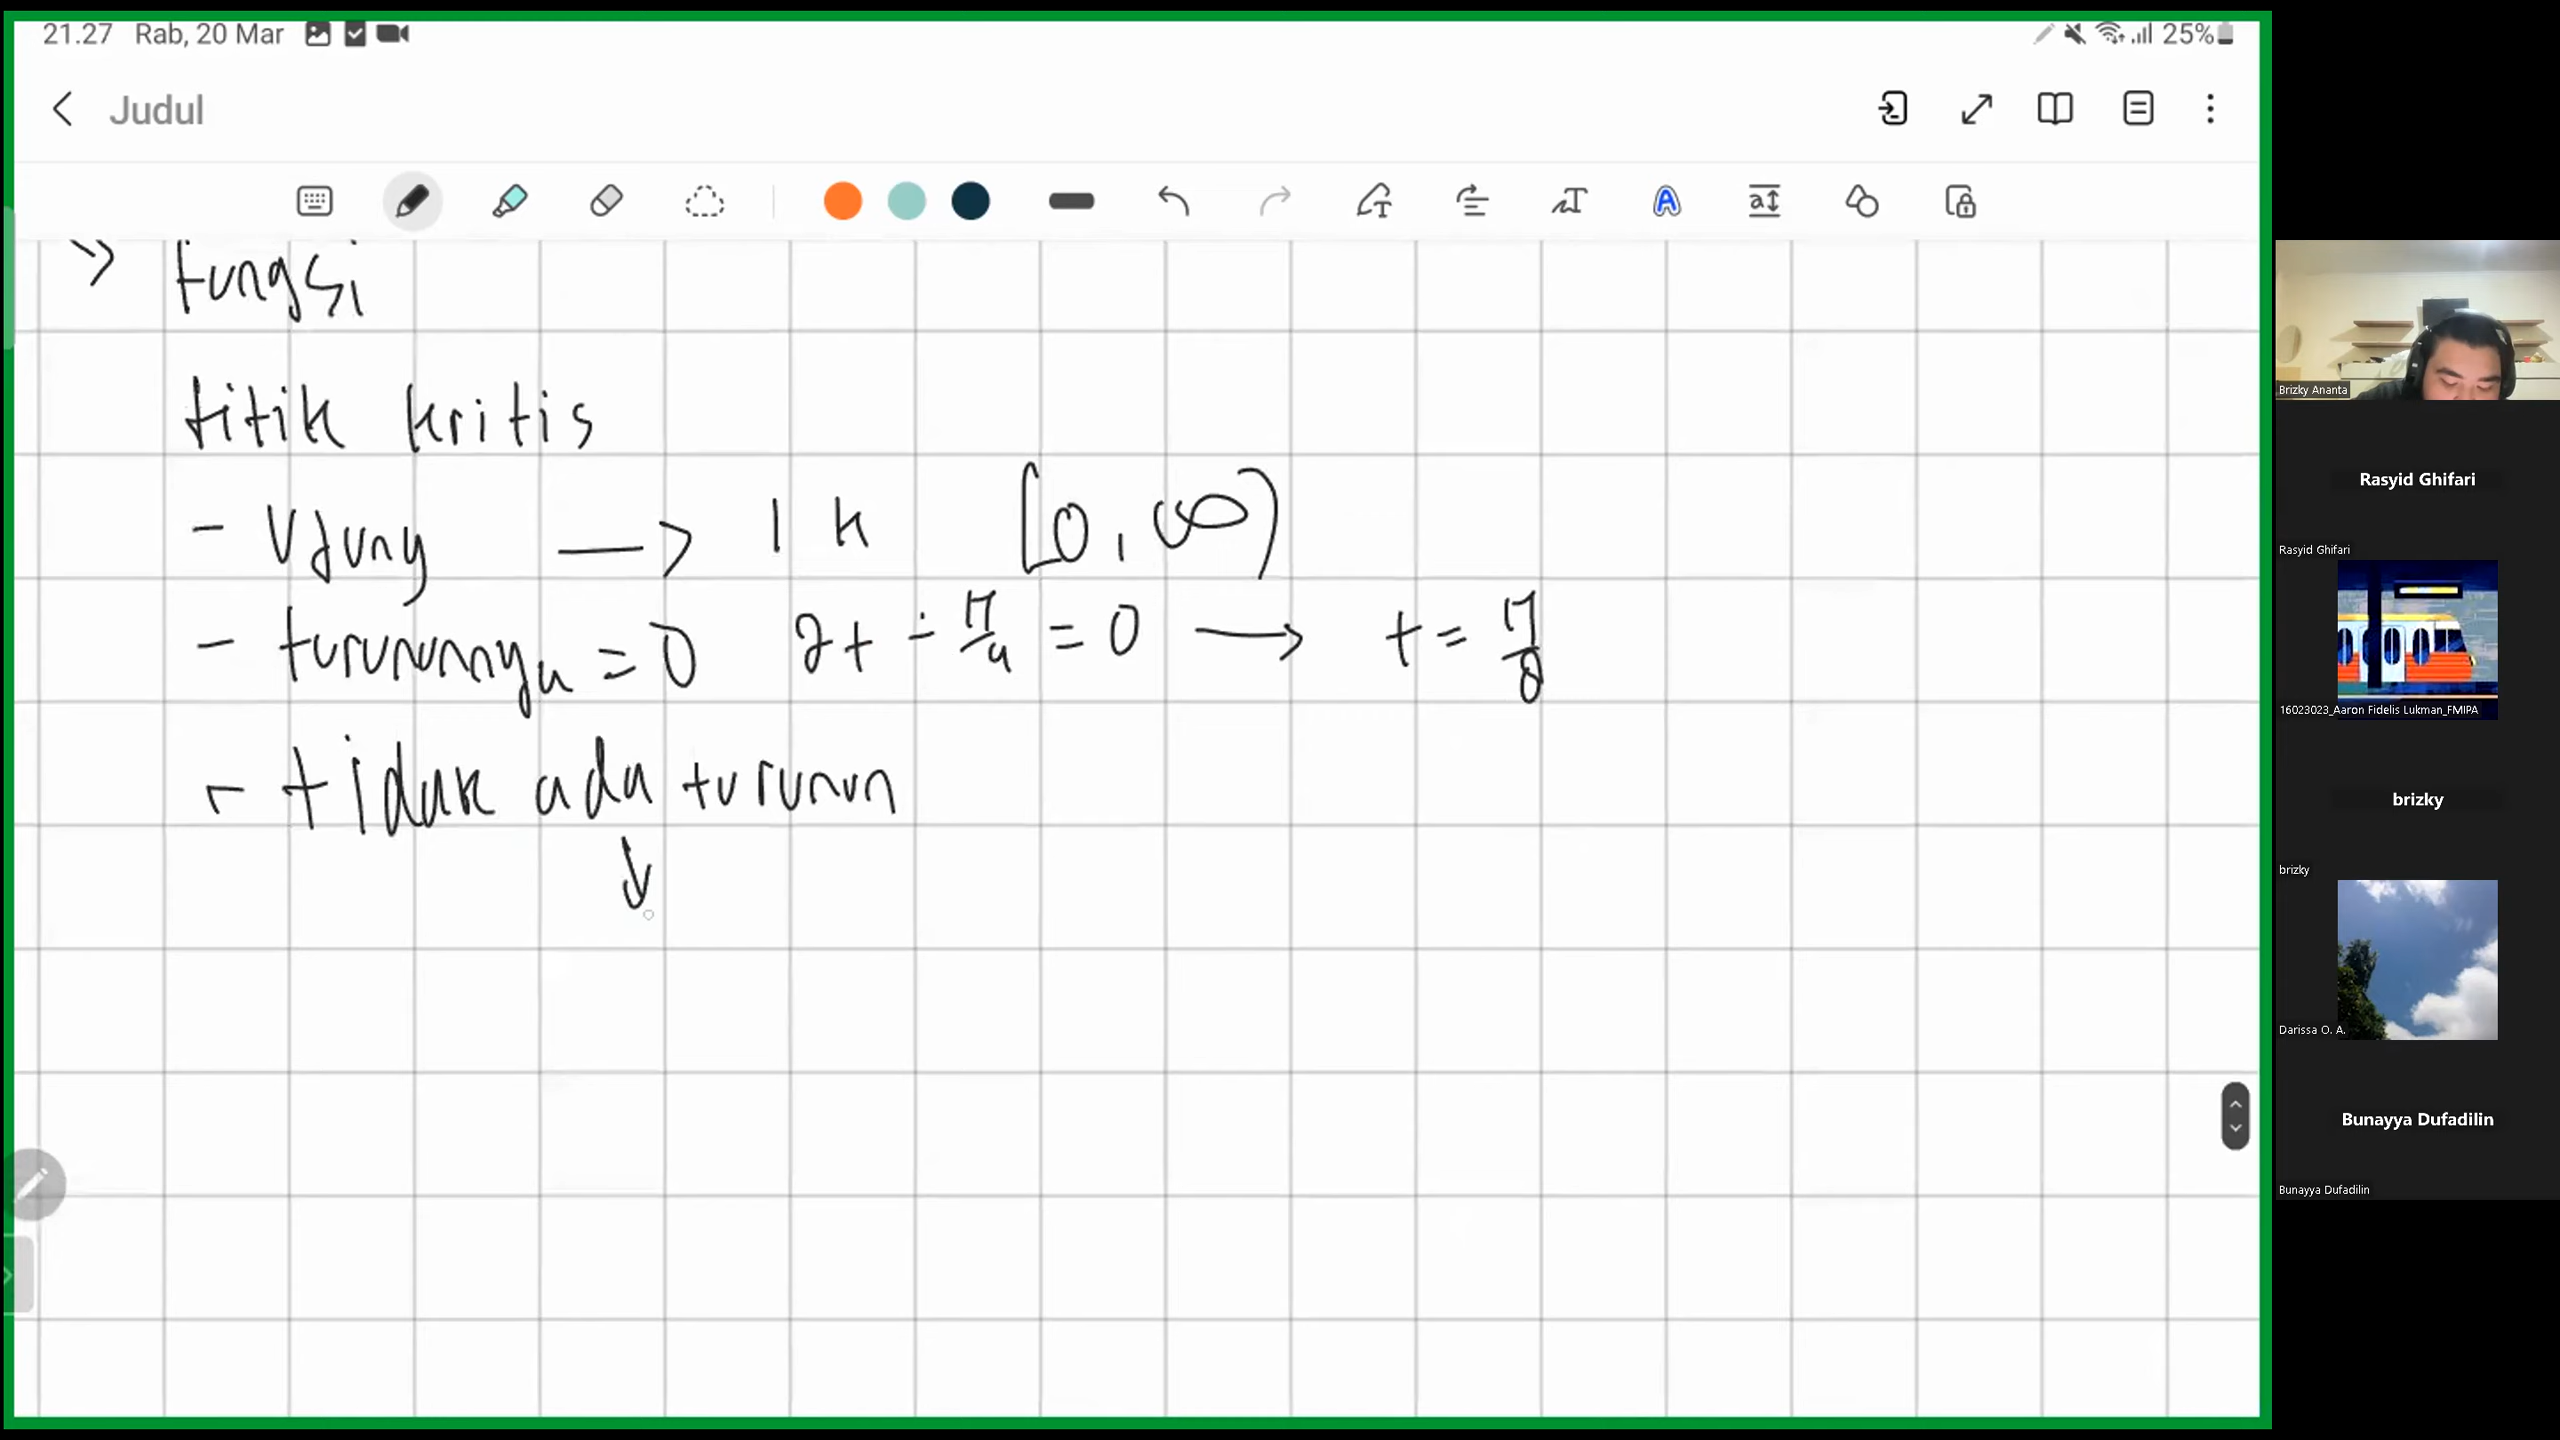 21.27 Rab, 20 Mar
25%
Judul
fungsi
titik kritis
- Ujung → 1 k [0, ∞)
- turunannya = 0 2t - π/4 = 0 → t = π/8
- tidak ada turunan
↓
Brizky Ananta
Rasyid Ghifari
Rasyid Ghifari
16023023_Aaron Fidelis Lukman_FMIPA
brizky
brizky
Darissa O. A.
Bunayya Dufadilin
Bunayya Dufadilin